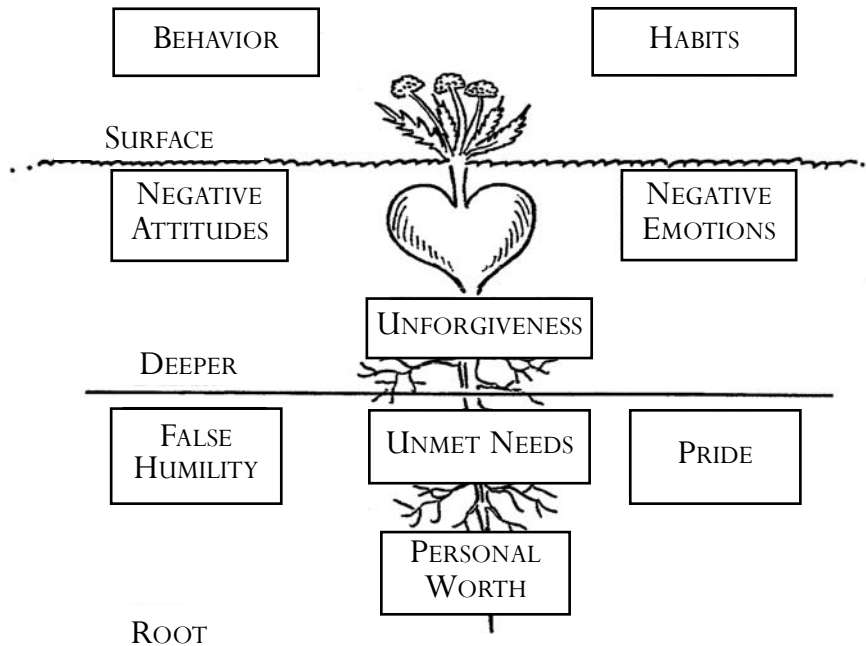 BEHAVIOR
HABITS
SURFACE
NEGATIVE
ATTITUDES
NEGATIVE
EMOTIONS
UNFORGIVENESS
DEEPER
FALSE
HUMILITY
UNMET NEEDS
PRIDE
PERSONAL
WORTH
ROOT